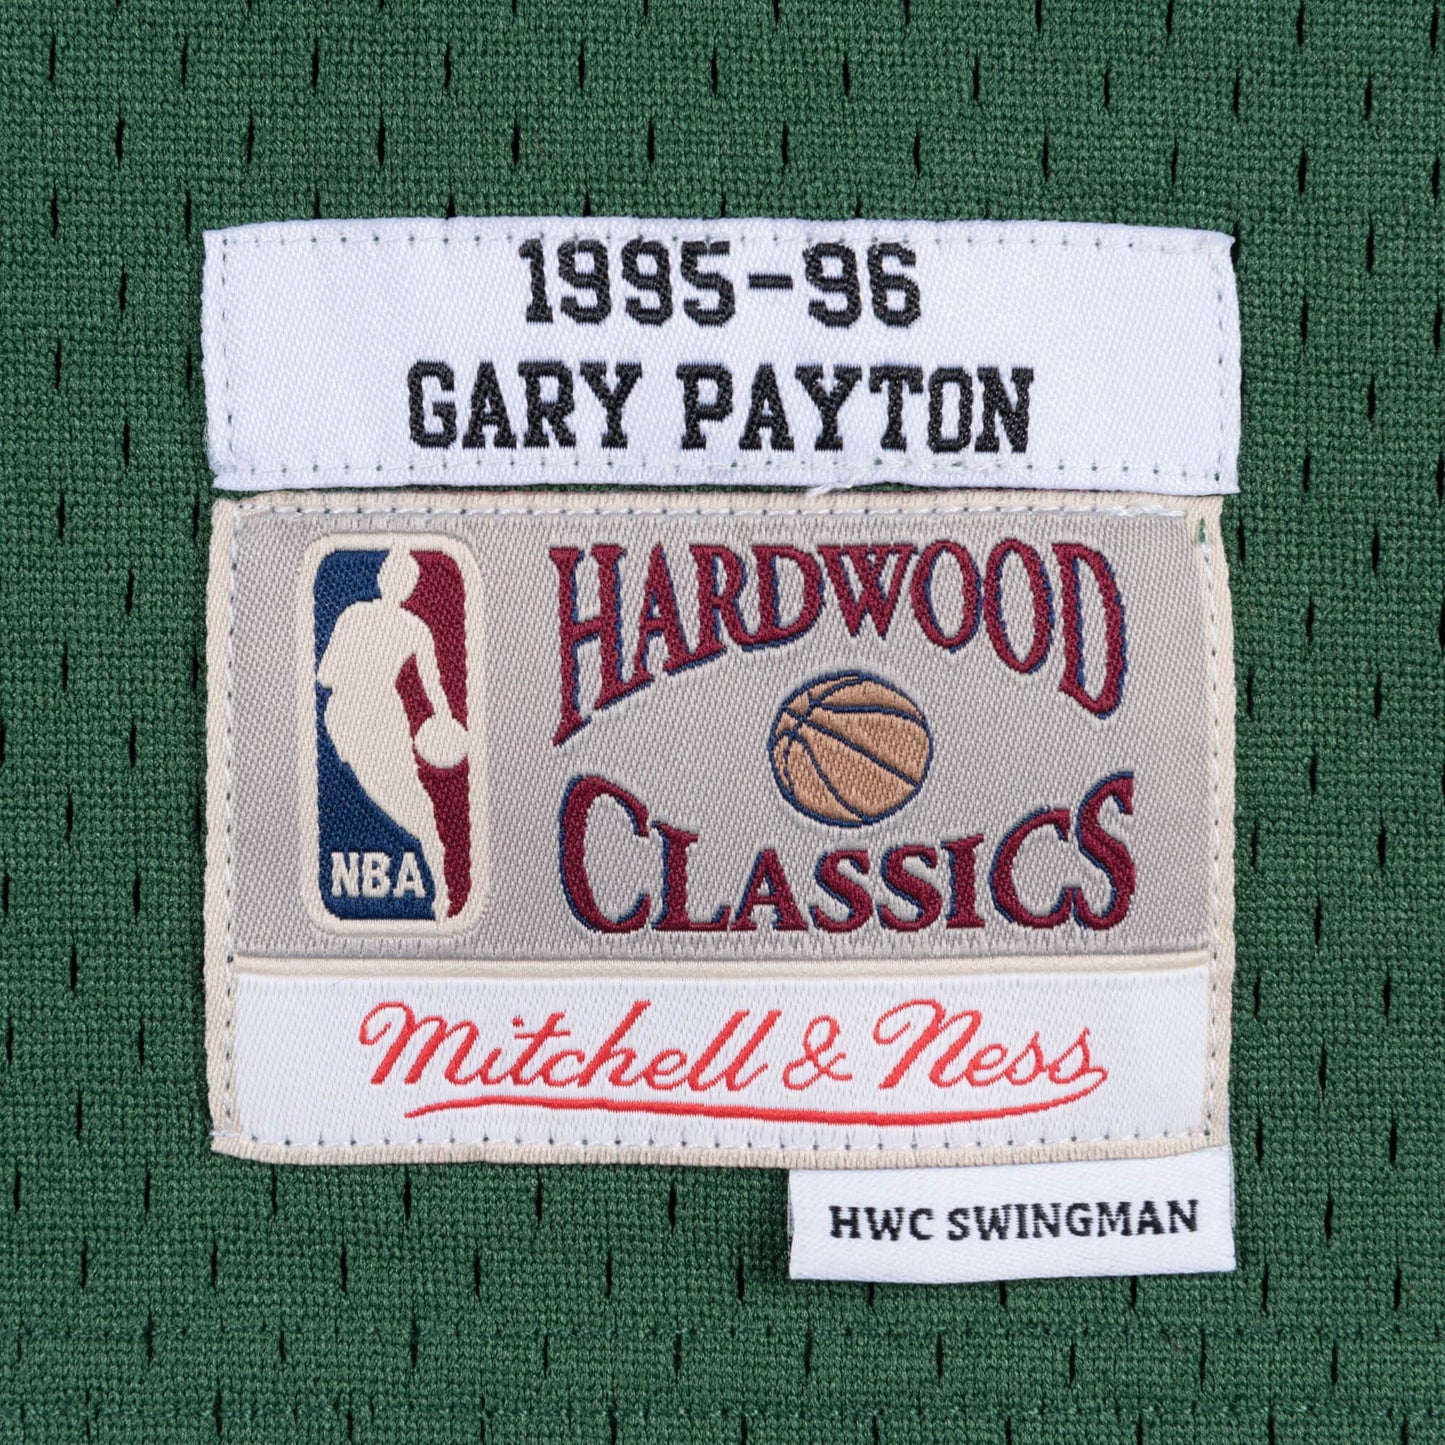 1995-96
GARY PAYTON
NBA
HARDWOOD
CLASSICS
Mitchell & Ness
HWC SWINGMAN